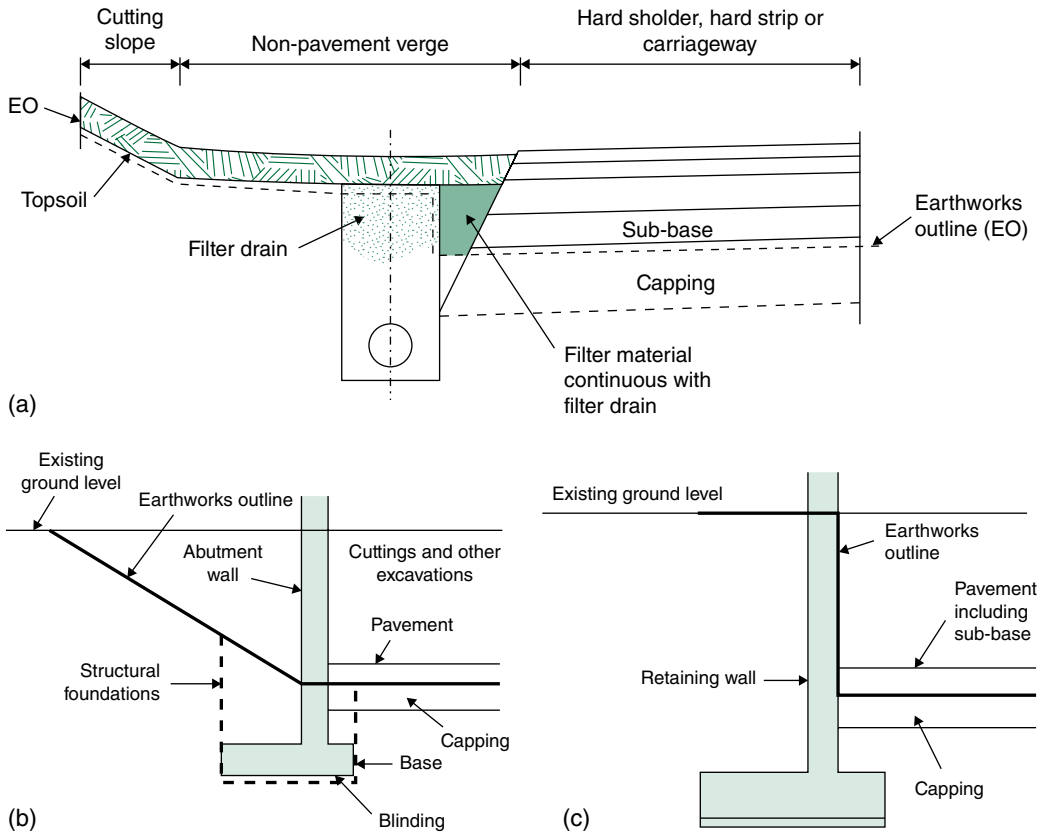 Cutting
slope
Non-pavement verge
Hard sholder, hard strip or
carriageway
EO
Topsoil
Filter drain
Sub-base
Earthworks
outline (EO)
Capping
Filter material
continuous with
filter drain
(a)
Existing
ground level
Earthworks outline
Abutment
wall
Cuttings and other
excavations
Pavement
Structural
foundations
Capping
Base
Blinding
(b)
Existing ground level
Earthworks
outline
Pavement
including
sub-base
Retaining wall
Capping
(c)